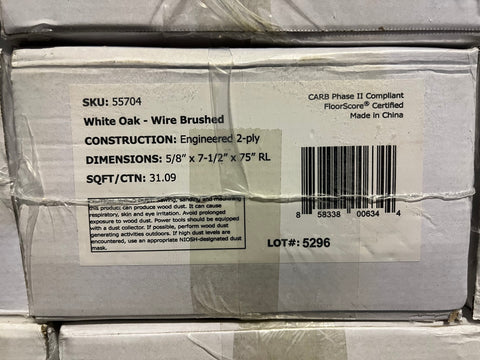 SKU: 55704
White Oak - Wire Brushed
CONSTRUCTION: Engineered 2-ply
DIMENSIONS: 5/8" x 7-1/2" x 75" RL
SQFT/CTN: 31.09
CARB Phase II Compliant
FloorScore® Certified
Made in China
sawing, sanding and machining
this product can produce wood dust. It can cause
respiratory, skin and eye irritation. Avoid prolonged
exposure to wood dust. Power tools should be equipped
with a dust collector. If possible, perform wood dust
generating activities outdoors. If high dust levels are
encountered, use an appropriate NIOSH-designated dust
mask.
8 58338 00634 4
LOT#: 5296